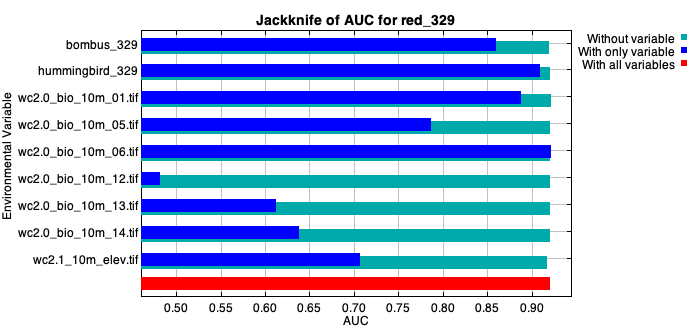 Jackknife of AUC for red_329
Without variable
With only variable
With all variables
Environmental Variable
bombus_329
hummingbird_329
wc2.0_bio_10m_01.tif
wc2.0_bio_10m_05.tif
wc2.0_bio_10m_06.tif
wc2.0_bio_10m_12.tif
wc2.0_bio_10m_13.tif
wc2.0_bio_10m_14.tif
wc2.1_10m_elev.tif
0.50 0.55 0.60 0.65 0.70 0.75 0.80 0.85 0.90
AUC